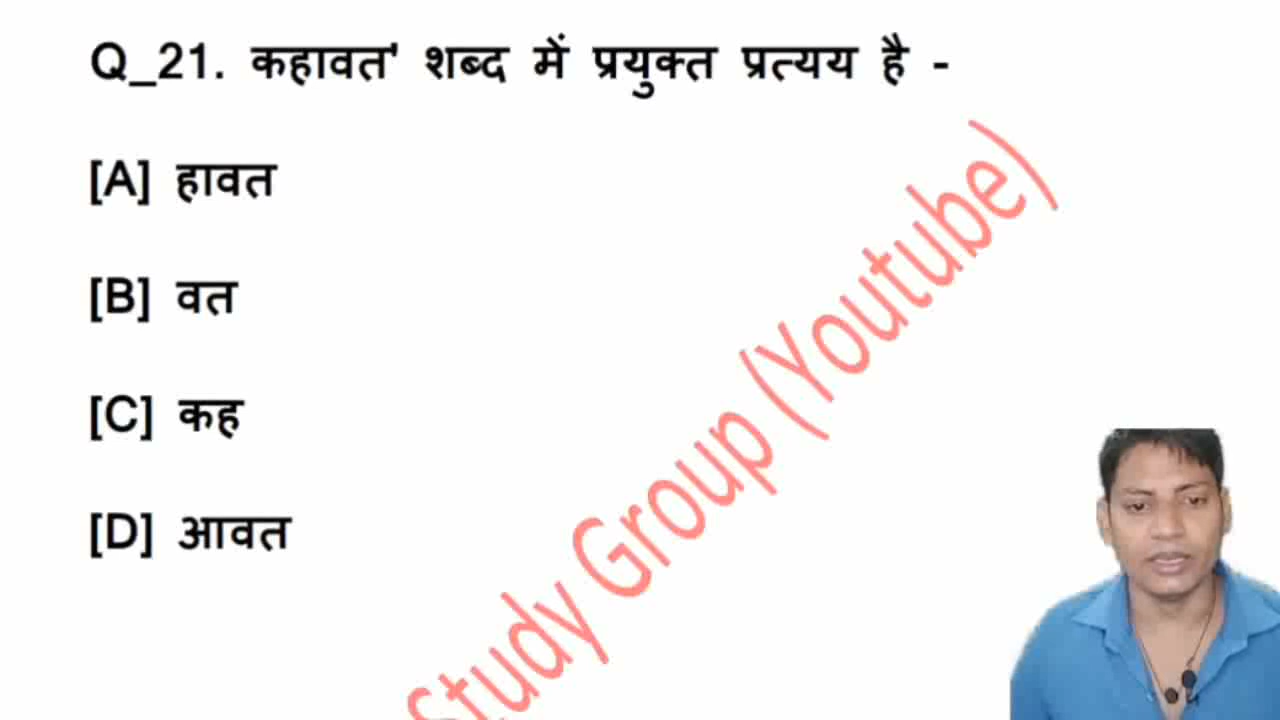 Q_21. कहावत' शब्द में प्रयुक्त प्रत्यय है -
[A] हावत
[B] वत
[C] कह
[D] आवत
Study Group (Youtube)